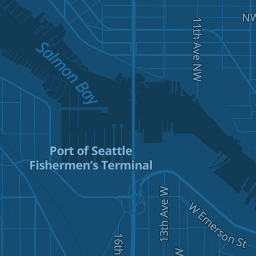 NW
11th Ave NW
Salmon Bay
Port of Seattle
Fishermen's Terminal
W Emerson St
13th Ave W
16th
W